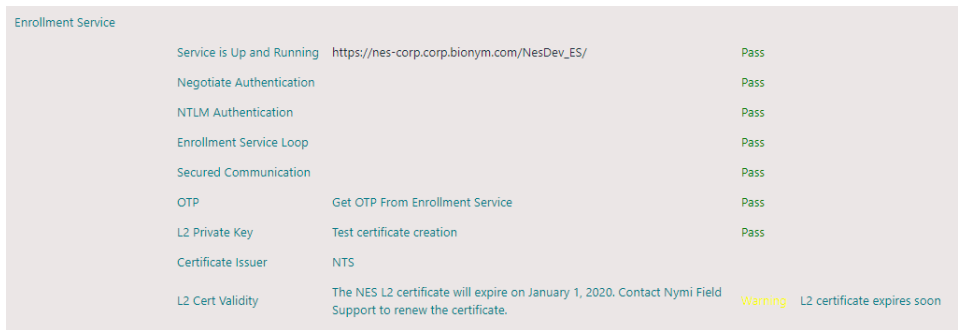 Enrollment Service
Service is Up and Running https://nes-corp.corp.bionym.com/NesDev_ES/ Pass
Negotiate Authentication Pass
NTLM Authentication Pass
Enrollment Service Loop Pass
Secured Communication Pass
OTP Get OTP From Enrollment Service Pass
L2 Private Key Test certificate creation Pass
Certificate Issuer NTS
L2 Cert Validity The NES L2 certificate will expire on January 1, 2020. Contact Nymi Field Support to renew the certificate. Warning L2 certificate expires soon